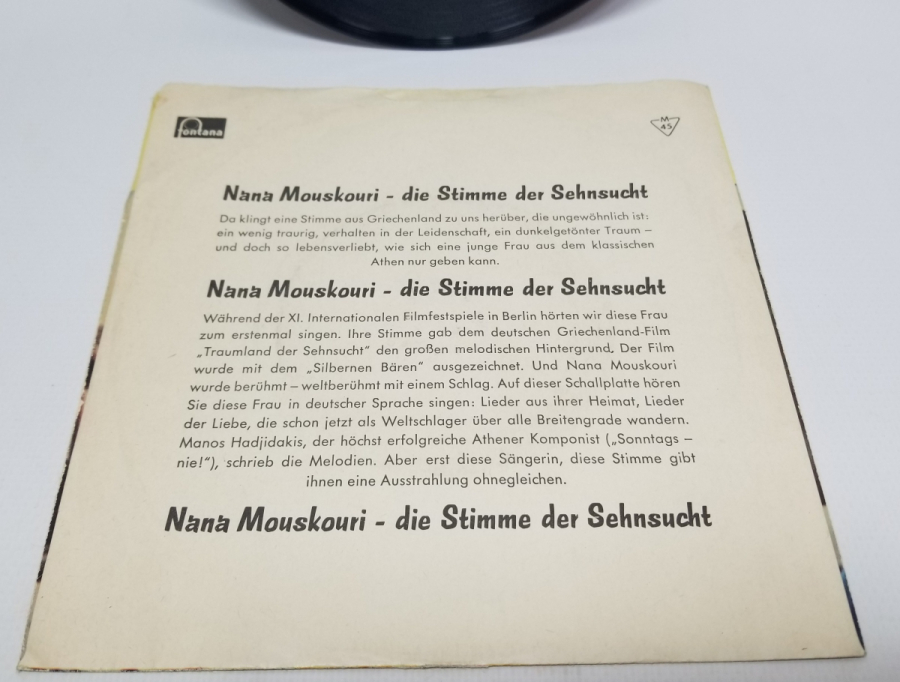 fontana
M
45
Nana Mouskouri – die Stimme der Sehnsucht
Da klingt eine Stimme aus Griechenland zu uns herüber, die ungewöhnlich ist:
ein wenig traurig, verhalten in der Leidenschaft, ein dunkelgetönter Traum –
und doch so lebensverliebt, wie sich eine junge Frau aus dem klassischen
Athen nur geben kann.
Nana Mouskouri – die Stimme der Sehnsucht
Während der XI. Internationalen Filmfestspiele in Berlin hörten wir diese Frau
zum erstenmal singen. Ihre Stimme gab dem deutschen Griechenland-Film
„Traumland der Sehnsucht“ den großen melodischen Hintergrund. Der Film
wurde mit dem „Silbernen Bären“ ausgezeichnet. Und Nana Mouskouri
wurde berühmt – weltberühmt mit einem Schlag. Auf dieser Schallplatte hören
Sie diese Frau in deutscher Sprache singen: Lieder aus ihrer Heimat, Lieder
der Liebe, die schon jetzt als Weltschlager über alle Breitengrade wandern.
Manos Hadjidakis, der höchst erfolgreiche Athener Komponist („Sonntags –
nie!“), schrieb die Melodien. Aber erst diese Sängerin, diese Stimme gibt
ihnen eine Ausstrahlung ohnegleichen.
Nana Mouskouri – die Stimme der Sehnsucht